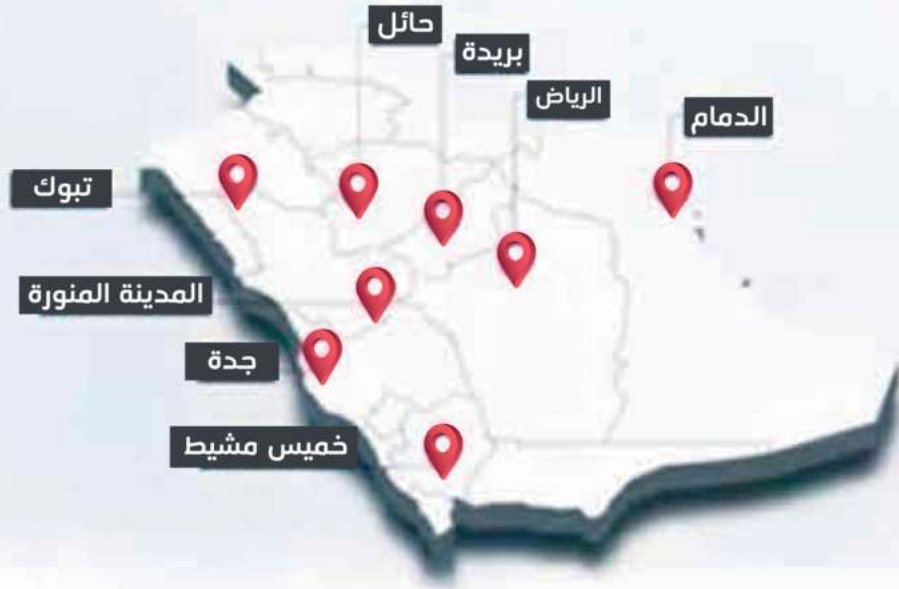 حائل
بريدة
الرياض
الدمام
تبوك
المدينة المنورة
جدة
خميس مشيط